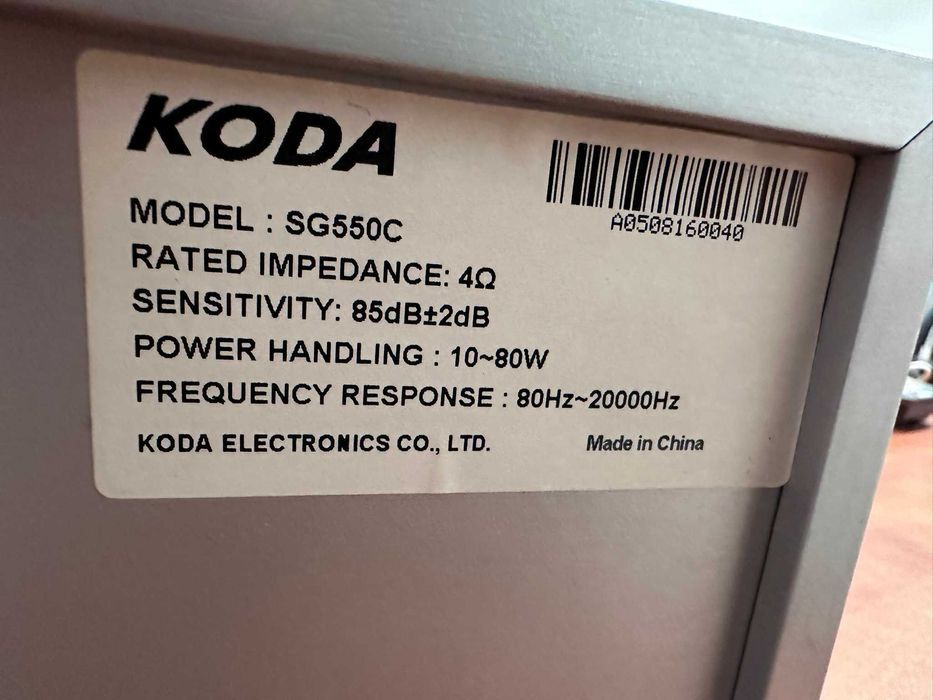 KODA
A0508160040
MODEL : SG550C
RATED IMPEDANCE: 4Ω
SENSITIVITY: 85dB±2dB
POWER HANDLING : 10~80W
FREQUENCY RESPONSE : 80Hz~20000Hz
KODA ELECTRONICS CO., LTD. Made in China